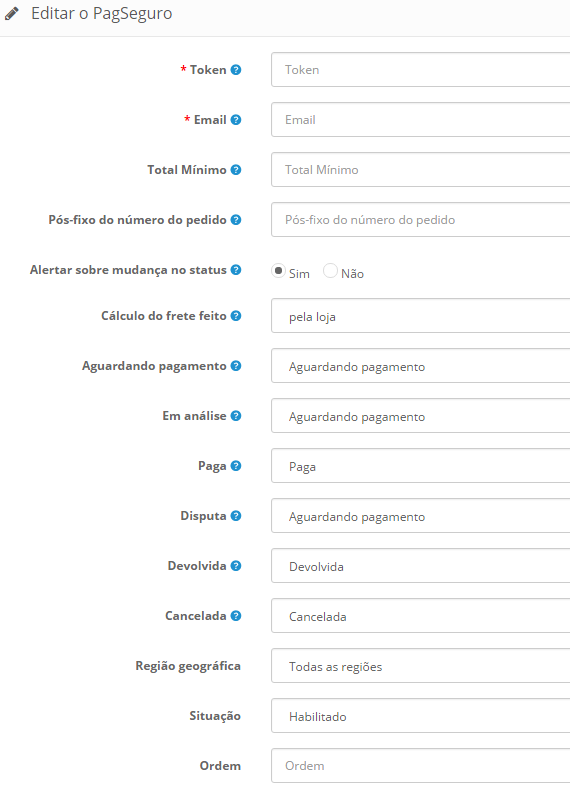 Editar o PagSeguro
* Token ? Token
* Email ? Email
Total Mínimo ? Total Mínimo
Pós-fixo do número do pedido ? Pós-fixo do número do pedido
Alertar sobre mudança no status ? Sim Não
Cálculo do frete feito ? pela loja
Aguardando pagamento ? Aguardando pagamento
Em análise ? Aguardando pagamento
Paga ? Paga
Disputa ? Aguardando pagamento
Devolvida ? Devolvida
Cancelada ? Cancelada
Região geográfica Todas as regiões
Situação Habilitado
Ordem Ordem